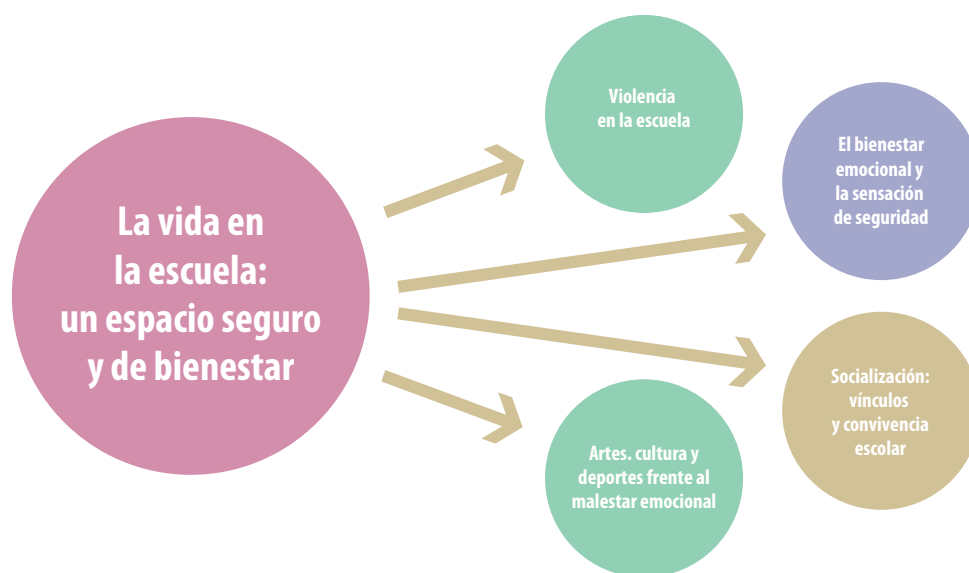 La vida en
la escuela:
un espacio seguro
y de bienestar
Violencia
en la escuela
El bienestar
emocional y
la sensación
de seguridad
Socialización:
vínculos
y convivencia
escolar
Artes. cultura y
deportes frente al
malestar emocional